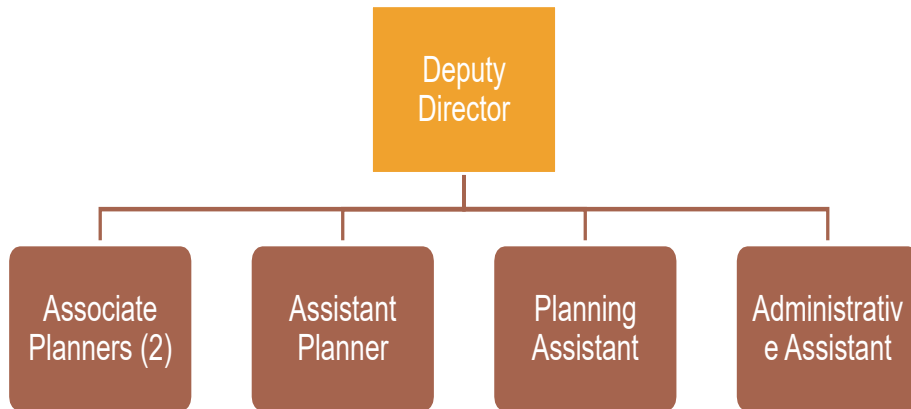 Deputy
Director
Associate
Planners (2)
Assistant
Planner
Planning
Assistant
Administrativ
e Assistant